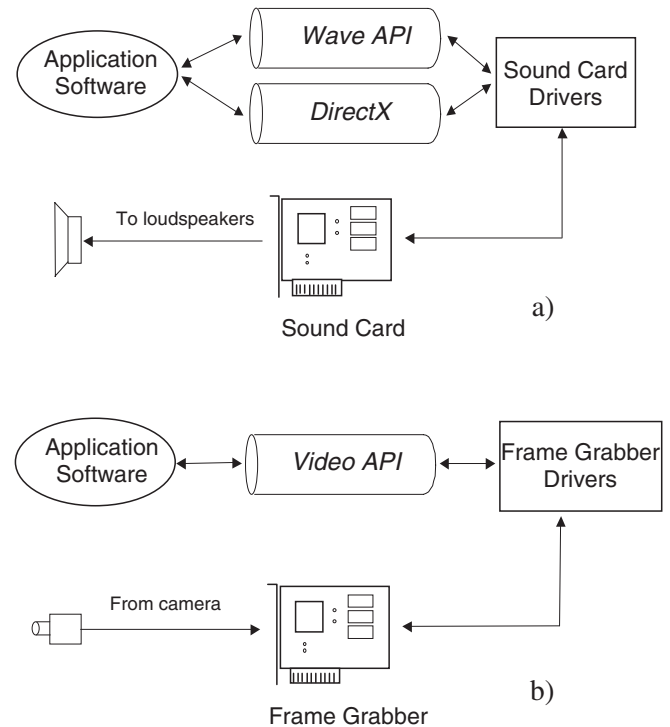 Application
Software
Wave API
DirectX
Sound Card
Drivers
To loudspeakers
Sound Card
a)
Application
Software
Video API
Frame Grabber
Drivers
From camera
Frame Grabber
b)